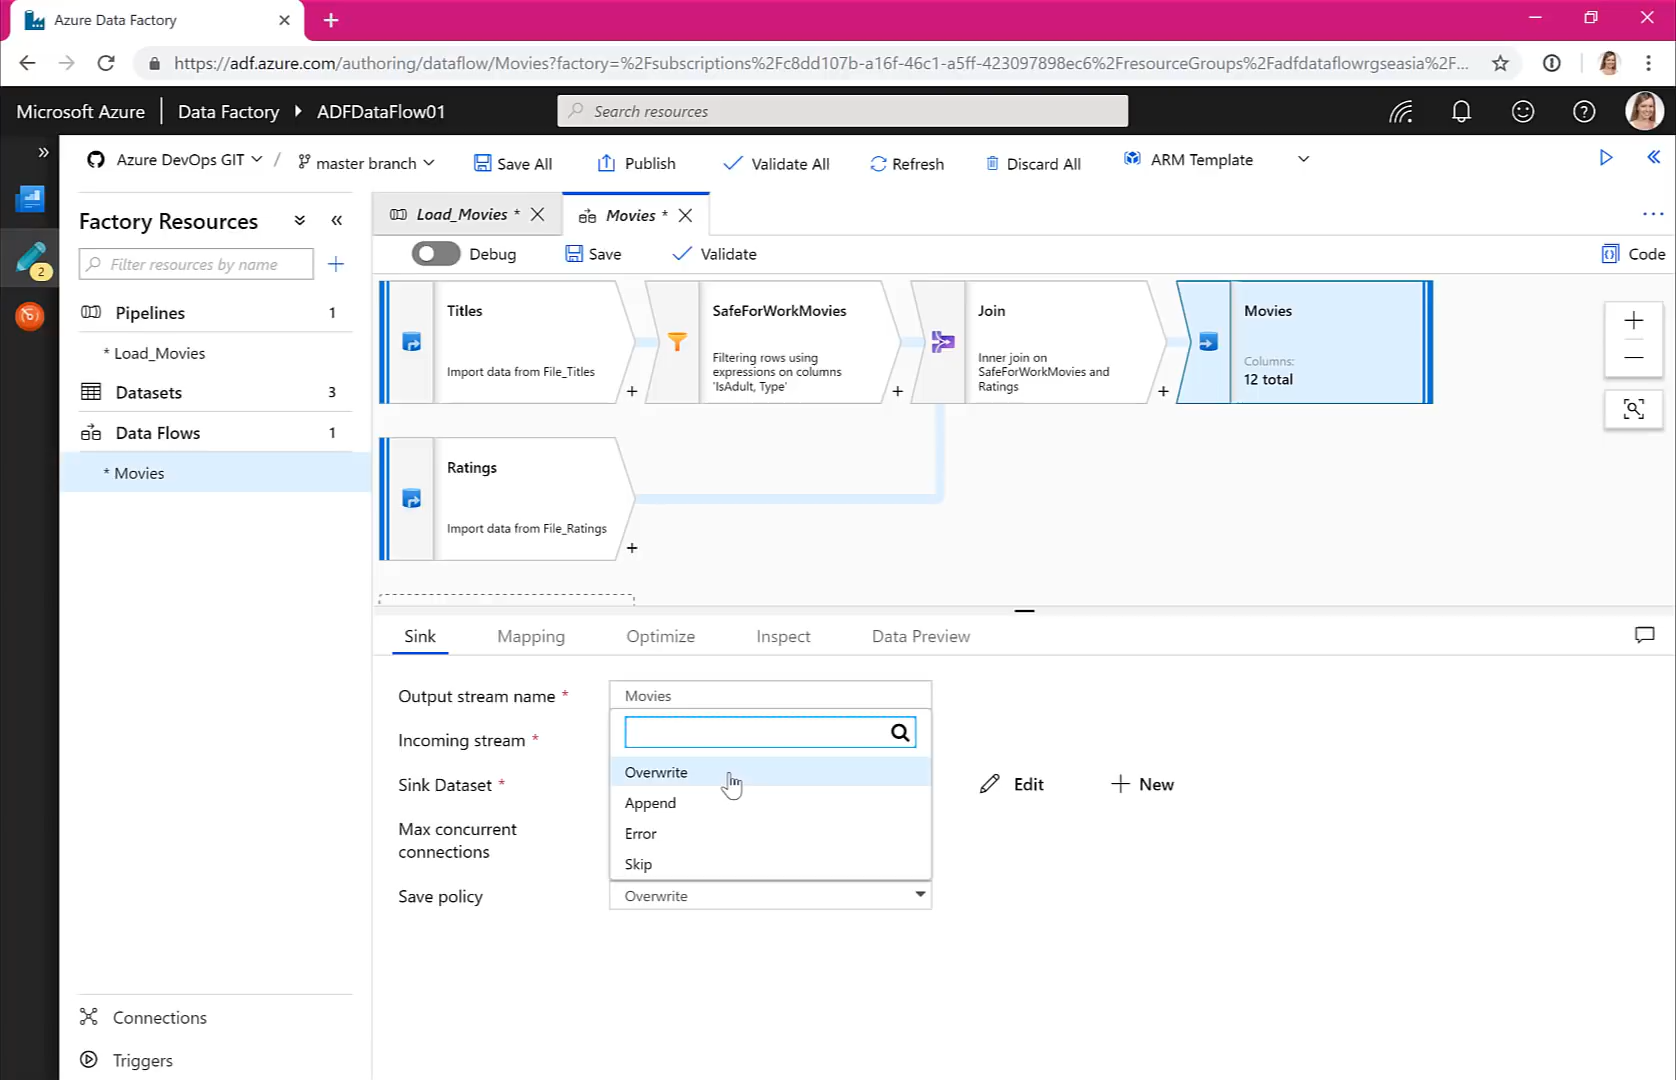 Azure Data Factory
https://adf.azure.com/authoring/dataflow/Movies?factory=%2Fsubscriptions%2Fc8dd107b-a16f-46c1-a5ff-423097898ec6%2FresourceGroups%2Fadfdataflowrgseasia%2F...
Microsoft Azure Data Factory ADFDataFlow01 Search resources
Azure DevOps GIT / master branch Save All Publish Validate All Refresh Discard All ARM Template
Factory Resources
Load_Movies * Movies *
Debug Save Validate Code
2
Filter resources by name
Pipelines 1
* Load_Movies
Datasets 3
Data Flows 1
* Movies
Connections
Triggers
Titles
Import data from File_Titles
SafeForWorkMovies
Filtering rows using
expressions on columns
'IsAdult, Type'
Join
Inner join on
SafeForWorkMovies and
Ratings
Movies
Columns:
12 total
Ratings
Import data from File_Ratings
Sink Mapping Optimize Inspect Data Preview
Output stream name * Movies
Incoming stream *
Sink Dataset *
Overwrite
Append
Error
Skip
Edit New
Max concurrent
connections
Save policy Overwrite